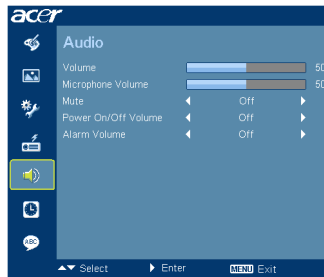 acer
Audio
Volume 50
Microphone Volume 50
Mute Off
Power On/Off Volume Off
Alarm Volume Off
ABC
Select Enter MENU Exit